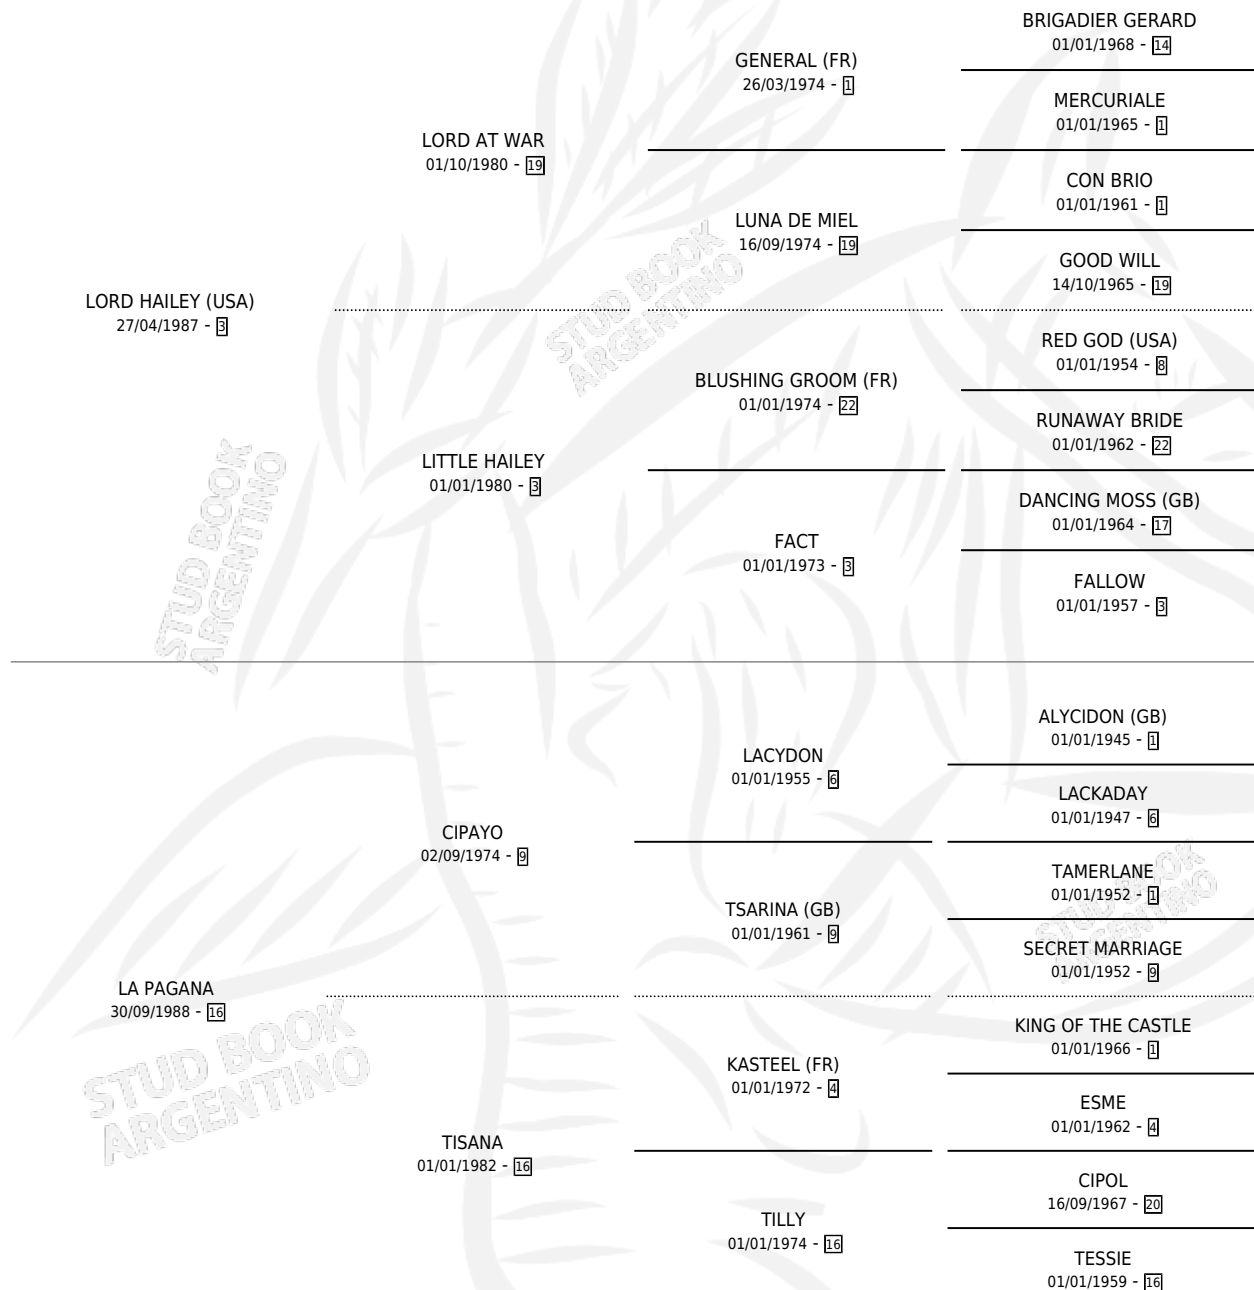 BRIGADIER GERARD
01/01/1968 - 14
GENERAL (FR)
26/03/1974 - 1
MERCURIALE
01/01/1965 - 1
LORD AT WAR
01/10/1980 - 19
CON BRIO
01/01/1961 - 1
LUNA DE MIEL
16/09/1974 - 19
GOOD WILL
14/10/1965 - 19
LORD HAILEY (USA)
27/04/1987 - 3
RED GOD (USA)
01/01/1954 - 8
BLUSHING GROOM (FR)
01/01/1974 - 22
RUNAWAY BRIDE
01/01/1962 - 22
LITTLE HAILEY
01/01/1980 - 3
DANCING MOSS (GB)
01/01/1964 - 17
FACT
01/01/1973 - 3
FALLOW
01/01/1957 - 3
STUD BOOK
ARGENTINO
STUD BOOK
ARGENTINO
ALYCIDON (GB)
01/01/1945 - 1
LACYDON
01/01/1955 - 6
LACKADAY
01/01/1947 - 6
CIPAYO
02/09/1974 - 9
TAMERLANE
01/01/1952 - 1
TSARINA (GB)
01/01/1961 - 9
SECRET MARRIAGE
01/01/1952 - 9
LA PAGANA
30/09/1988 - 16
KING OF THE CASTLE
01/01/1966 - 1
KASTEEL (FR)
01/01/1972 - 4
ESME
01/01/1962 - 4
TISANA
01/01/1982 - 16
CIPOL
16/09/1967 - 20
TILLY
01/01/1974 - 16
TESSIE
01/01/1959 - 16
STUD BOOK
ARGENTINO
STUD BOOK
ARGENTINO